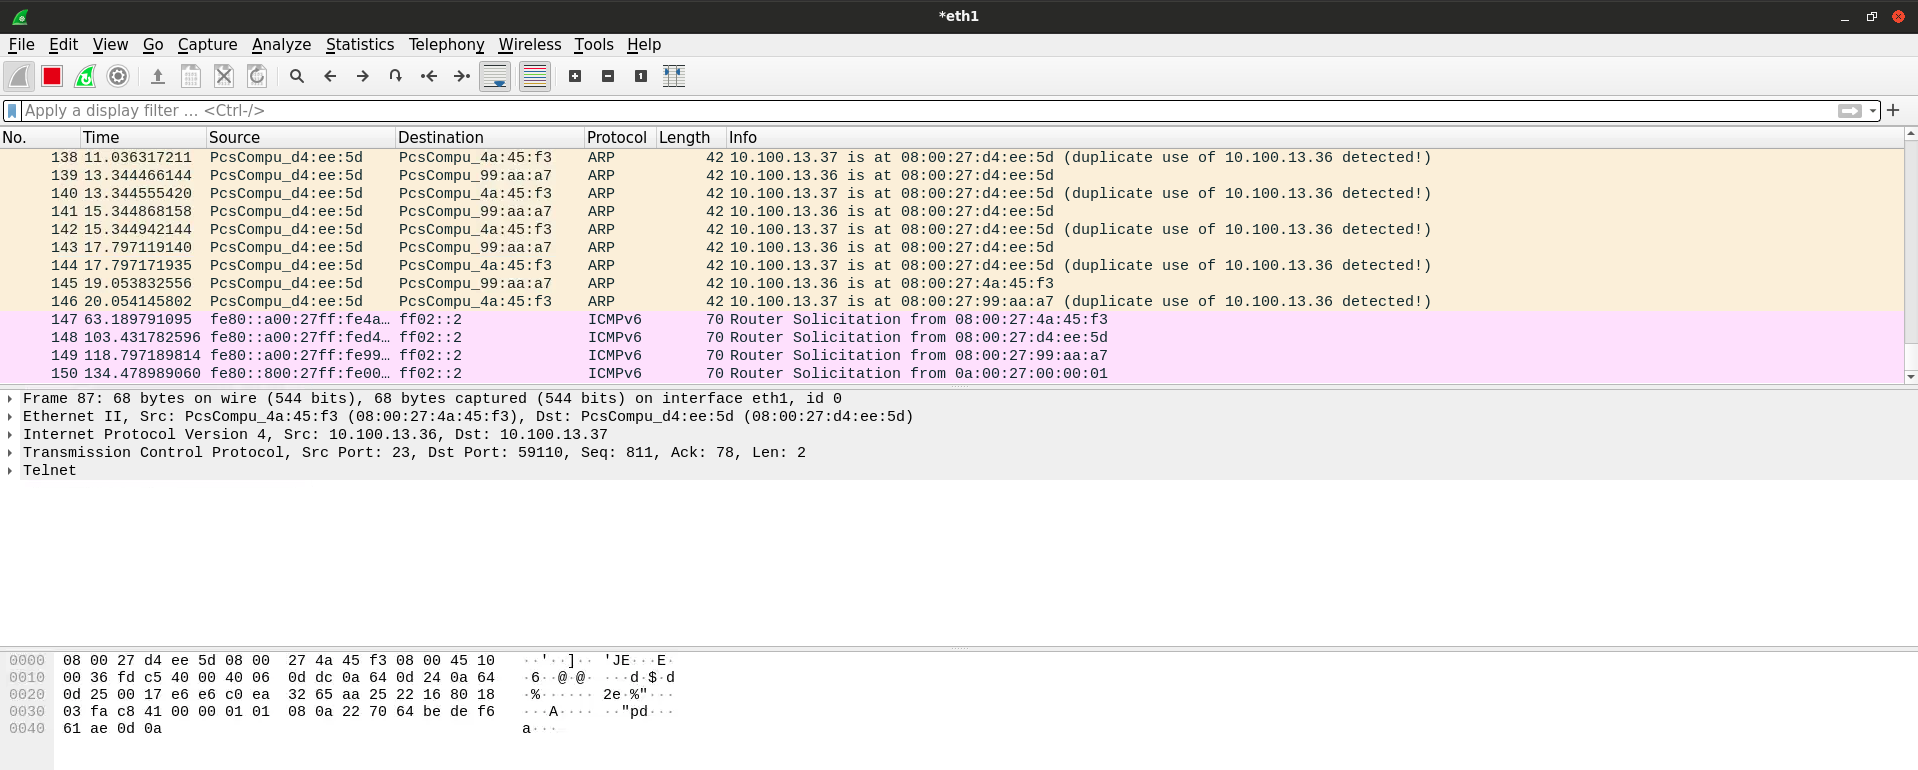 *eth1
File Edit View Go Capture Analyze Statistics Telephony Wireless Tools Help
Apply a display filter ... <Ctrl-/>
No. Time Source Destination Protocol Length Info
138 11.036317211 PcsCompu_d4:ee:5d PcsCompu_4a:45:f3 ARP 42 10.100.13.37 is at 08:00:27:d4:ee:5d (duplicate use of 10.100.13.36 detected!)
139 13.344466144 PcsCompu_d4:ee:5d PcsCompu_99:aa:a7 ARP 42 10.100.13.36 is at 08:00:27:d4:ee:5d
140 13.344555420 PcsCompu_d4:ee:5d PcsCompu_4a:45:f3 ARP 42 10.100.13.37 is at 08:00:27:d4:ee:5d (duplicate use of 10.100.13.36 detected!)
141 15.344868158 PcsCompu_d4:ee:5d PcsCompu_99:aa:a7 ARP 42 10.100.13.36 is at 08:00:27:d4:ee:5d
142 15.344942144 PcsCompu_d4:ee:5d PcsCompu_4a:45:f3 ARP 42 10.100.13.37 is at 08:00:27:d4:ee:5d (duplicate use of 10.100.13.36 detected!)
143 17.797119140 PcsCompu_d4:ee:5d PcsCompu_99:aa:a7 ARP 42 10.100.13.36 is at 08:00:27:d4:ee:5d
144 17.797171935 PcsCompu_d4:ee:5d PcsCompu_4a:45:f3 ARP 42 10.100.13.37 is at 08:00:27:d4:ee:5d (duplicate use of 10.100.13.36 detected!)
145 19.053832556 PcsCompu_d4:ee:5d PcsCompu_99:aa:a7 ARP 42 10.100.13.36 is at 08:00:27:4a:45:f3
146 20.054145802 PcsCompu_d4:ee:5d PcsCompu_4a:45:f3 ARP 42 10.100.13.37 is at 08:00:27:99:aa:a7 (duplicate use of 10.100.13.36 detected!)
147 63.189791095 fe80::a00:27ff:fe4a… ff02::2 ICMPv6 70 Router Solicitation from 08:00:27:4a:45:f3
148 103.431782596 fe80::a00:27ff:fed4… ff02::2 ICMPv6 70 Router Solicitation from 08:00:27:d4:ee:5d
149 118.797189814 fe80::a00:27ff:fe99… ff02::2 ICMPv6 70 Router Solicitation from 08:00:27:99:aa:a7
150 134.478989060 fe80::800:27ff:fe00… ff02::2 ICMPv6 70 Router Solicitation from 0a:00:27:00:00:01
Frame 87: 68 bytes on wire (544 bits), 68 bytes captured (544 bits) on interface eth1, id 0
Ethernet II, Src: PcsCompu_4a:45:f3 (08:00:27:4a:45:f3), Dst: PcsCompu_d4:ee:5d (08:00:27:d4:ee:5d)
Internet Protocol Version 4, Src: 10.100.13.36, Dst: 10.100.13.37
Transmission Control Protocol, Src Port: 23, Dst Port: 59110, Seq: 811, Ack: 78, Len: 2
Telnet
0000 08 00 27 d4 ee 5d 08 00 27 4a 45 f3 08 00 45 10 ··'··]·· 'JE···E·
0010 00 36 fd c5 40 00 40 06 0d dc 0a 64 0d 24 0a 64 ·6··@·@· ···d·$·d
0020 0d 25 00 17 e6 e6 c0 ea 32 65 aa 25 22 16 80 18 ·%······ 2e·%"···
0030 03 fa c8 41 00 00 01 01 08 0a 22 70 64 be de f6 ···A···· ··"pd···
0040 61 ae 0d 0a a···